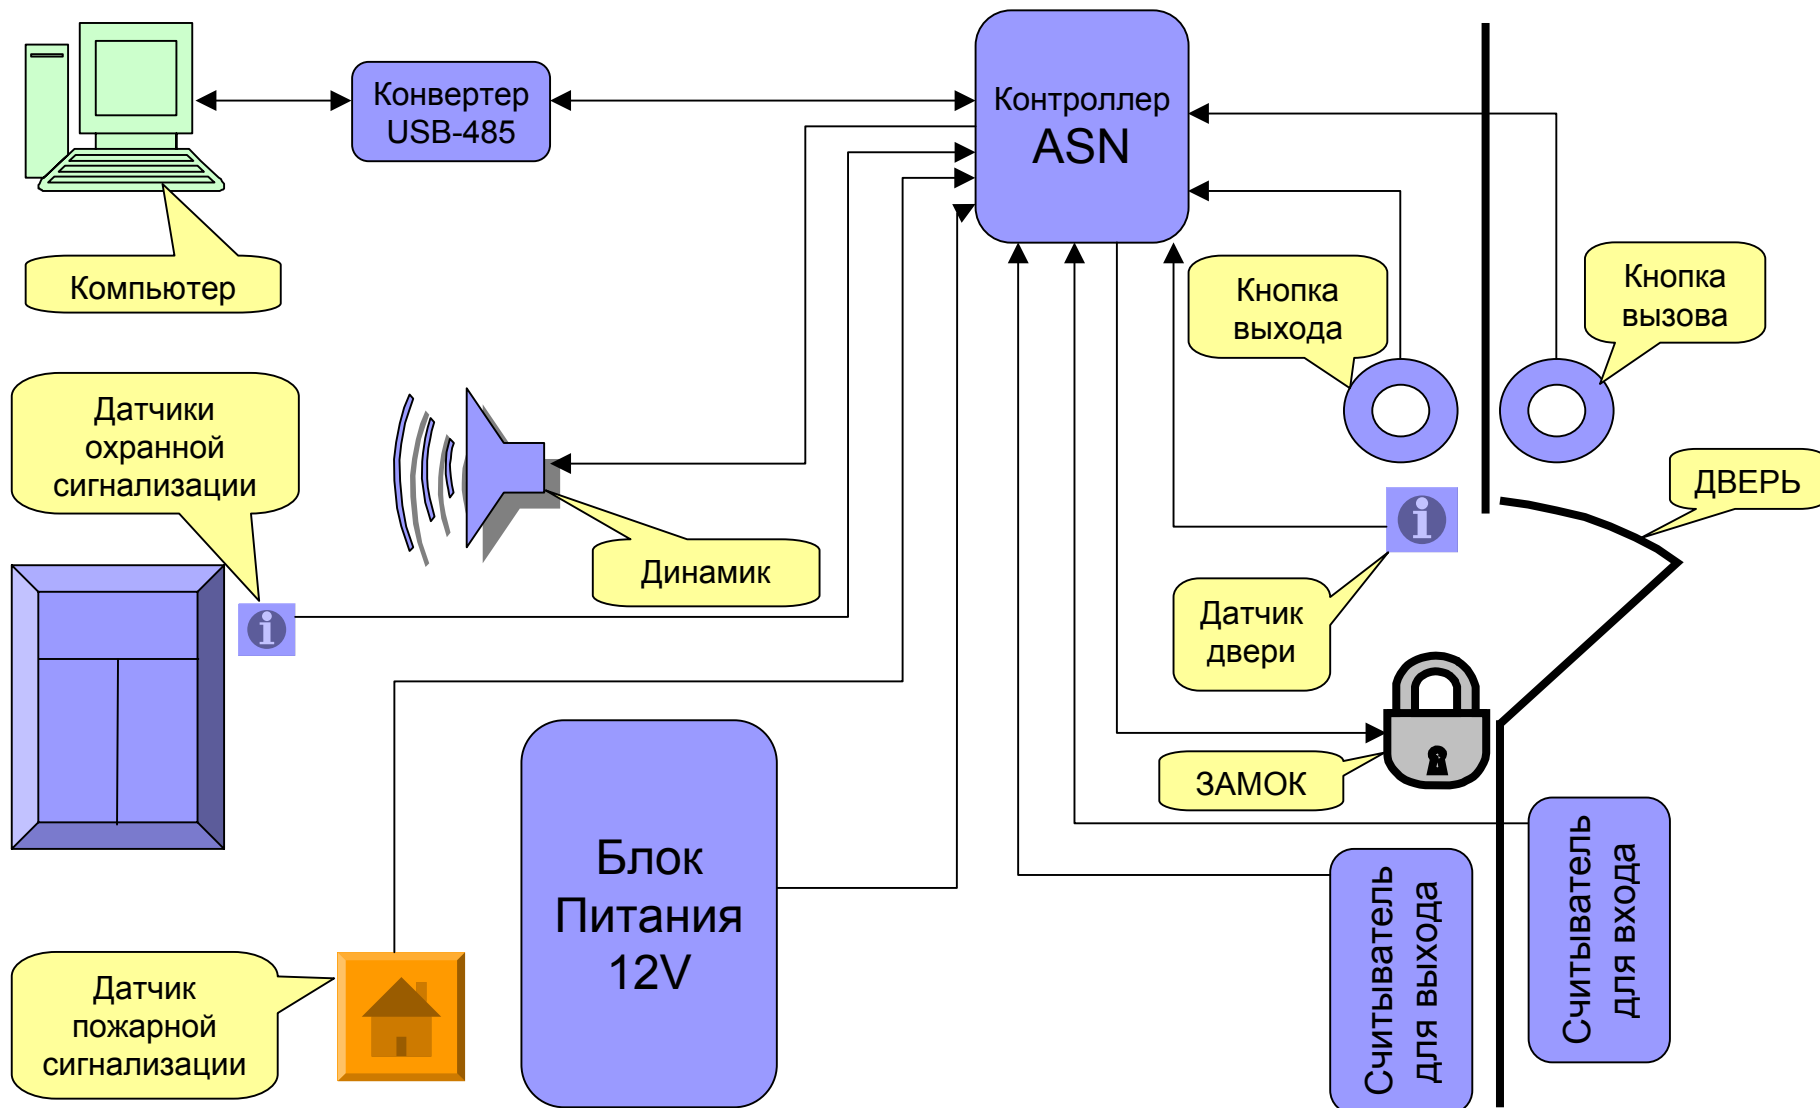 Конвертер
USB-485
Контроллер
ASN
Компьютер
Кнопка
выхода
Кнопка
вызова
Датчики
охранной
сигнализации
ДВЕРЬ
Динамик
Датчик
двери
ЗАМОК
Блок
Питания
12V
Считыватель
для выхода
Считыватель
для входа
Датчик
пожарной
сигнализации